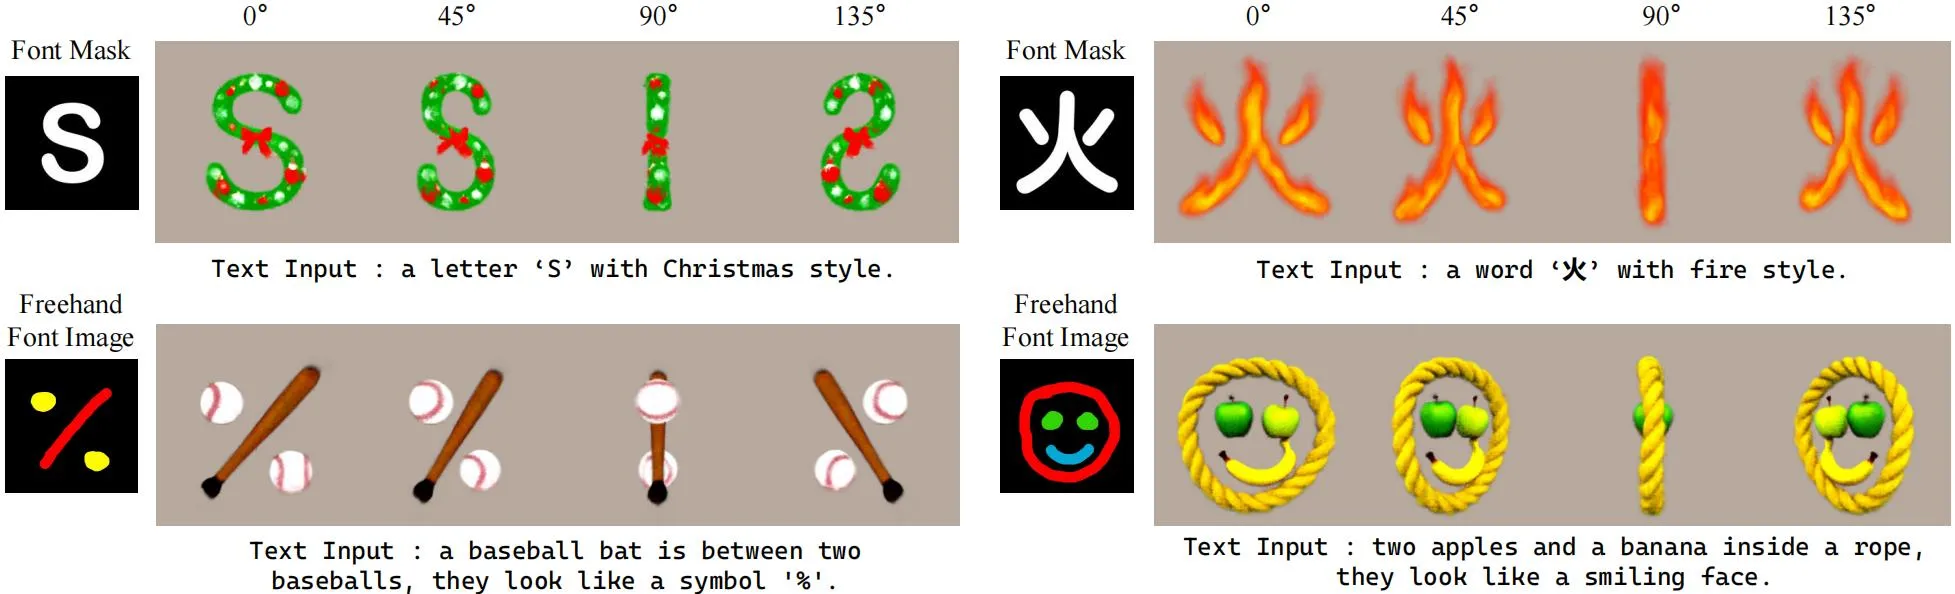 0° 45° 90° 135°
Font Mask
S
Text Input : a letter ‘S’ with Christmas style.
Freehand
Font Image
%
Text Input : a baseball bat is between two
baseballs, they look like a symbol '%'.
0° 45° 90° 135°
Font Mask
火
Text Input : a word ‘火’ with fire style.
Freehand
Font Image
Text Input : two apples and a banana inside a rope,
they look like a smiling face.